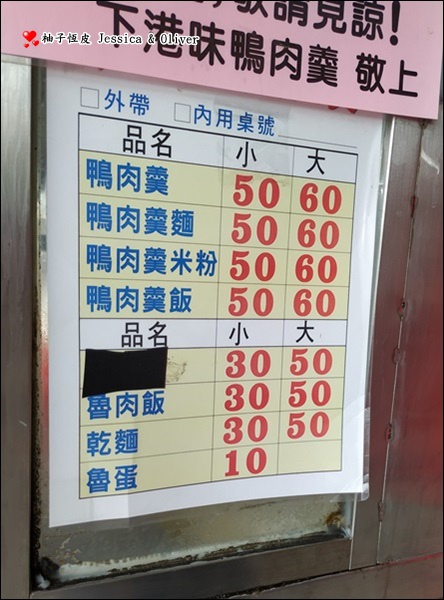 敬請見諒!
下港味鴨肉羹 敬上
柚子恆皮 Jessica & Oliver
□外帶 □內用桌號
品名 小 大
鴨肉羹 50 60
鴨肉羹麵 50 60
鴨肉羹米粉 50 60
鴨肉羹飯 50 60
品名 小 大
30 50
魯肉飯 30 50
乾麵 30 50
魯蛋 10